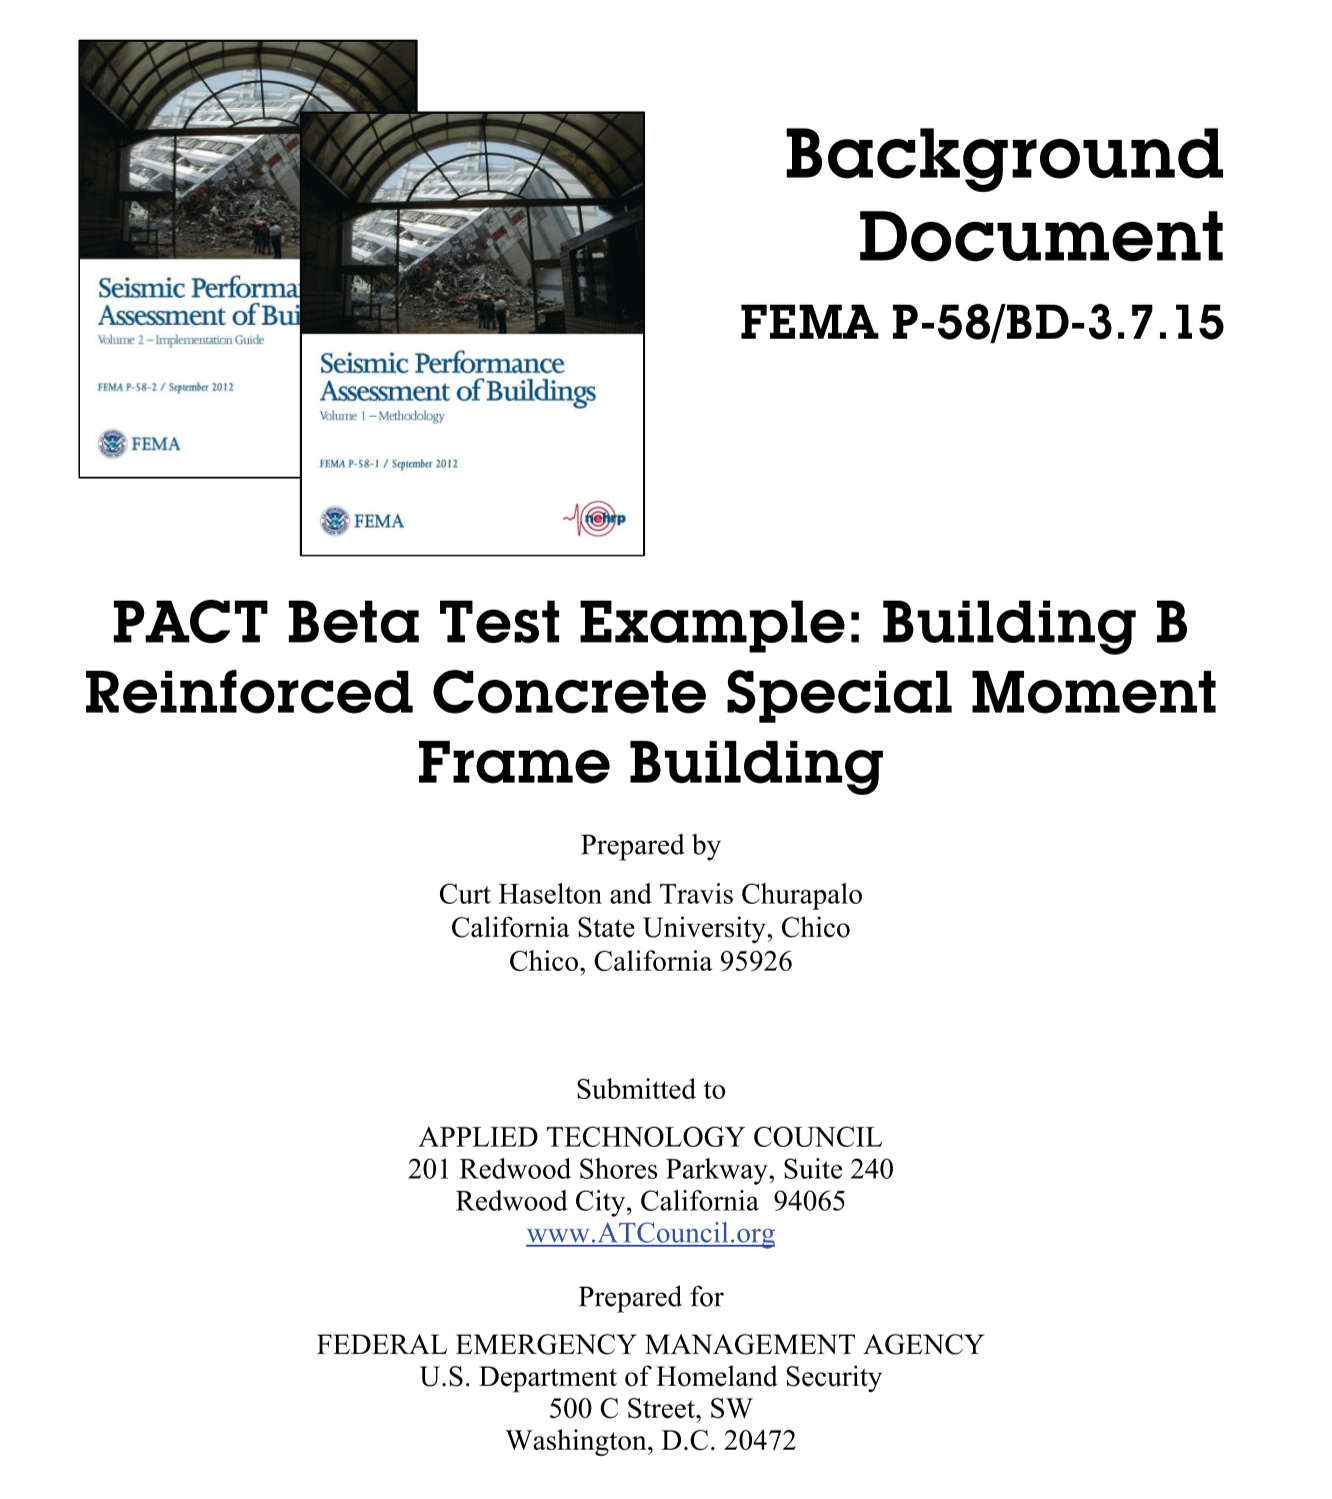 Seismic Performa
Assessment of Bui
Volume 2 – Implementation Guide
FEMA P-58-2 / September 2012
FEMA
Seismic Performance
Assessment of Buildings
Volume 1 – Methodology
FEMA P-58-1 / September 2012
FEMA
nehrp
Background
Document
FEMA P-58/BD-3.7.15
PACT Beta Test Example: Building B
Reinforced Concrete Special Moment
Frame Building
Prepared by
Curt Haselton and Travis Churapalo
California State University, Chico
Chico, California 95926
Submitted to
APPLIED TECHNOLOGY COUNCIL
201 Redwood Shores Parkway, Suite 240
Redwood City, California 94065
www.ATCouncil.org
Prepared for
FEDERAL EMERGENCY MANAGEMENT AGENCY
U.S. Department of Homeland Security
500 C Street, SW
Washington, D.C. 20472